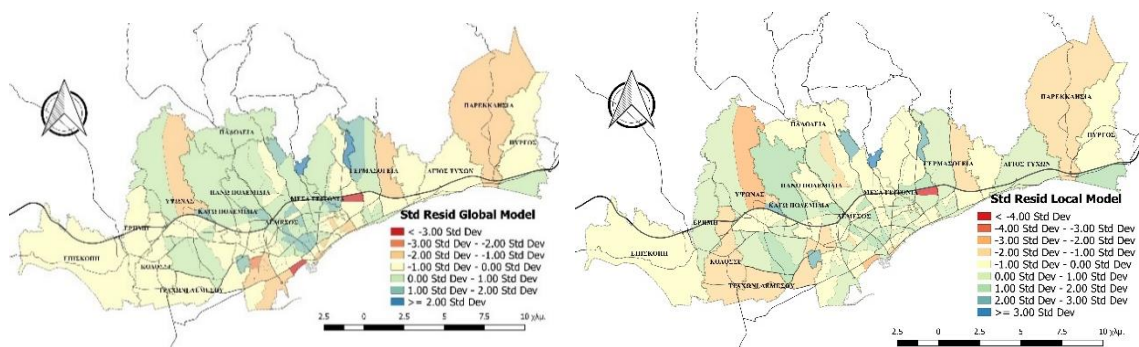 ΠΑΡΕΚΚΛΗΣΙΑ
ΠΥΡΓΟΣ
ΠΑΛΟΔΕΙΑ
ΓΕΡΜΑΣΟΓΕΙΑ
ΑΓΙΟΣ ΤΥΧΩΝ
ΠΑΝΩ ΠΟΛΕΜΙΔΙΑ
ΜΕΣΑ ΓΕΙΤΟΝΙΑ
ΥΨΩΝΑΣ
ΚΑΤΩ ΠΟΛΕΜΙΔΙΑ
ΛΕΜΕΣΟΣ
ΕΡΗΜΗ
ΕΠΙΣΚΟΠΗ
ΚΟΛΟΣΣΙ
ΤΡΑΧΩΝΙ ΛΕΜΕΣΟΥ
Std Resid Global Model
< -3.00 Std Dev
-3.00 Std Dev - -2.00 Std Dev
-2.00 Std Dev - -1.00 Std Dev
-1.00 Std Dev - 0.00 Std Dev
0.00 Std Dev - 1.00 Std Dev
1.00 Std Dev - 2.00 Std Dev
>= 2.00 Std Dev
2.5 0 2.5 5 7.5 10 χλμ.
ΠΑΡΕΚΚΛΗΣΙΑ
ΠΥΡΓΟΣ
ΠΑΛΟΔΕΙΑ
ΓΕΡΜΑΣΟΓΕΙΑ
ΑΓΙΟΣ ΤΥΧΩΝ
ΠΑΝΩ ΠΟΛΕΜΙΔΙΑ
ΜΕΣΑ ΓΕΙΤΟΝΙΑ
ΥΨΩΝΑΣ
ΚΑΤΩ ΠΟΛΕΜΙΔΙΑ
ΛΕΜΕΣΟΣ
ΕΡΗΜΗ
ΕΠΙΣΚΟΠΗ
ΚΟΛΟΣΣΙ
ΤΡΑΧΩΝΙ ΛΕΜΕΣΟΥ
Std Resid Local Model
< -4.00 Std Dev
-4.00 Std Dev - -3.00 Std Dev
-3.00 Std Dev - -2.00 Std Dev
-2.00 Std Dev - -1.00 Std Dev
-1.00 Std Dev - 0.00 Std Dev
0.00 Std Dev - 1.00 Std Dev
1.00 Std Dev - 2.00 Std Dev
2.00 Std Dev - 3.00 Std Dev
>= 3.00 Std Dev
2.5 0 2.5 5 7.5 10 χλμ.